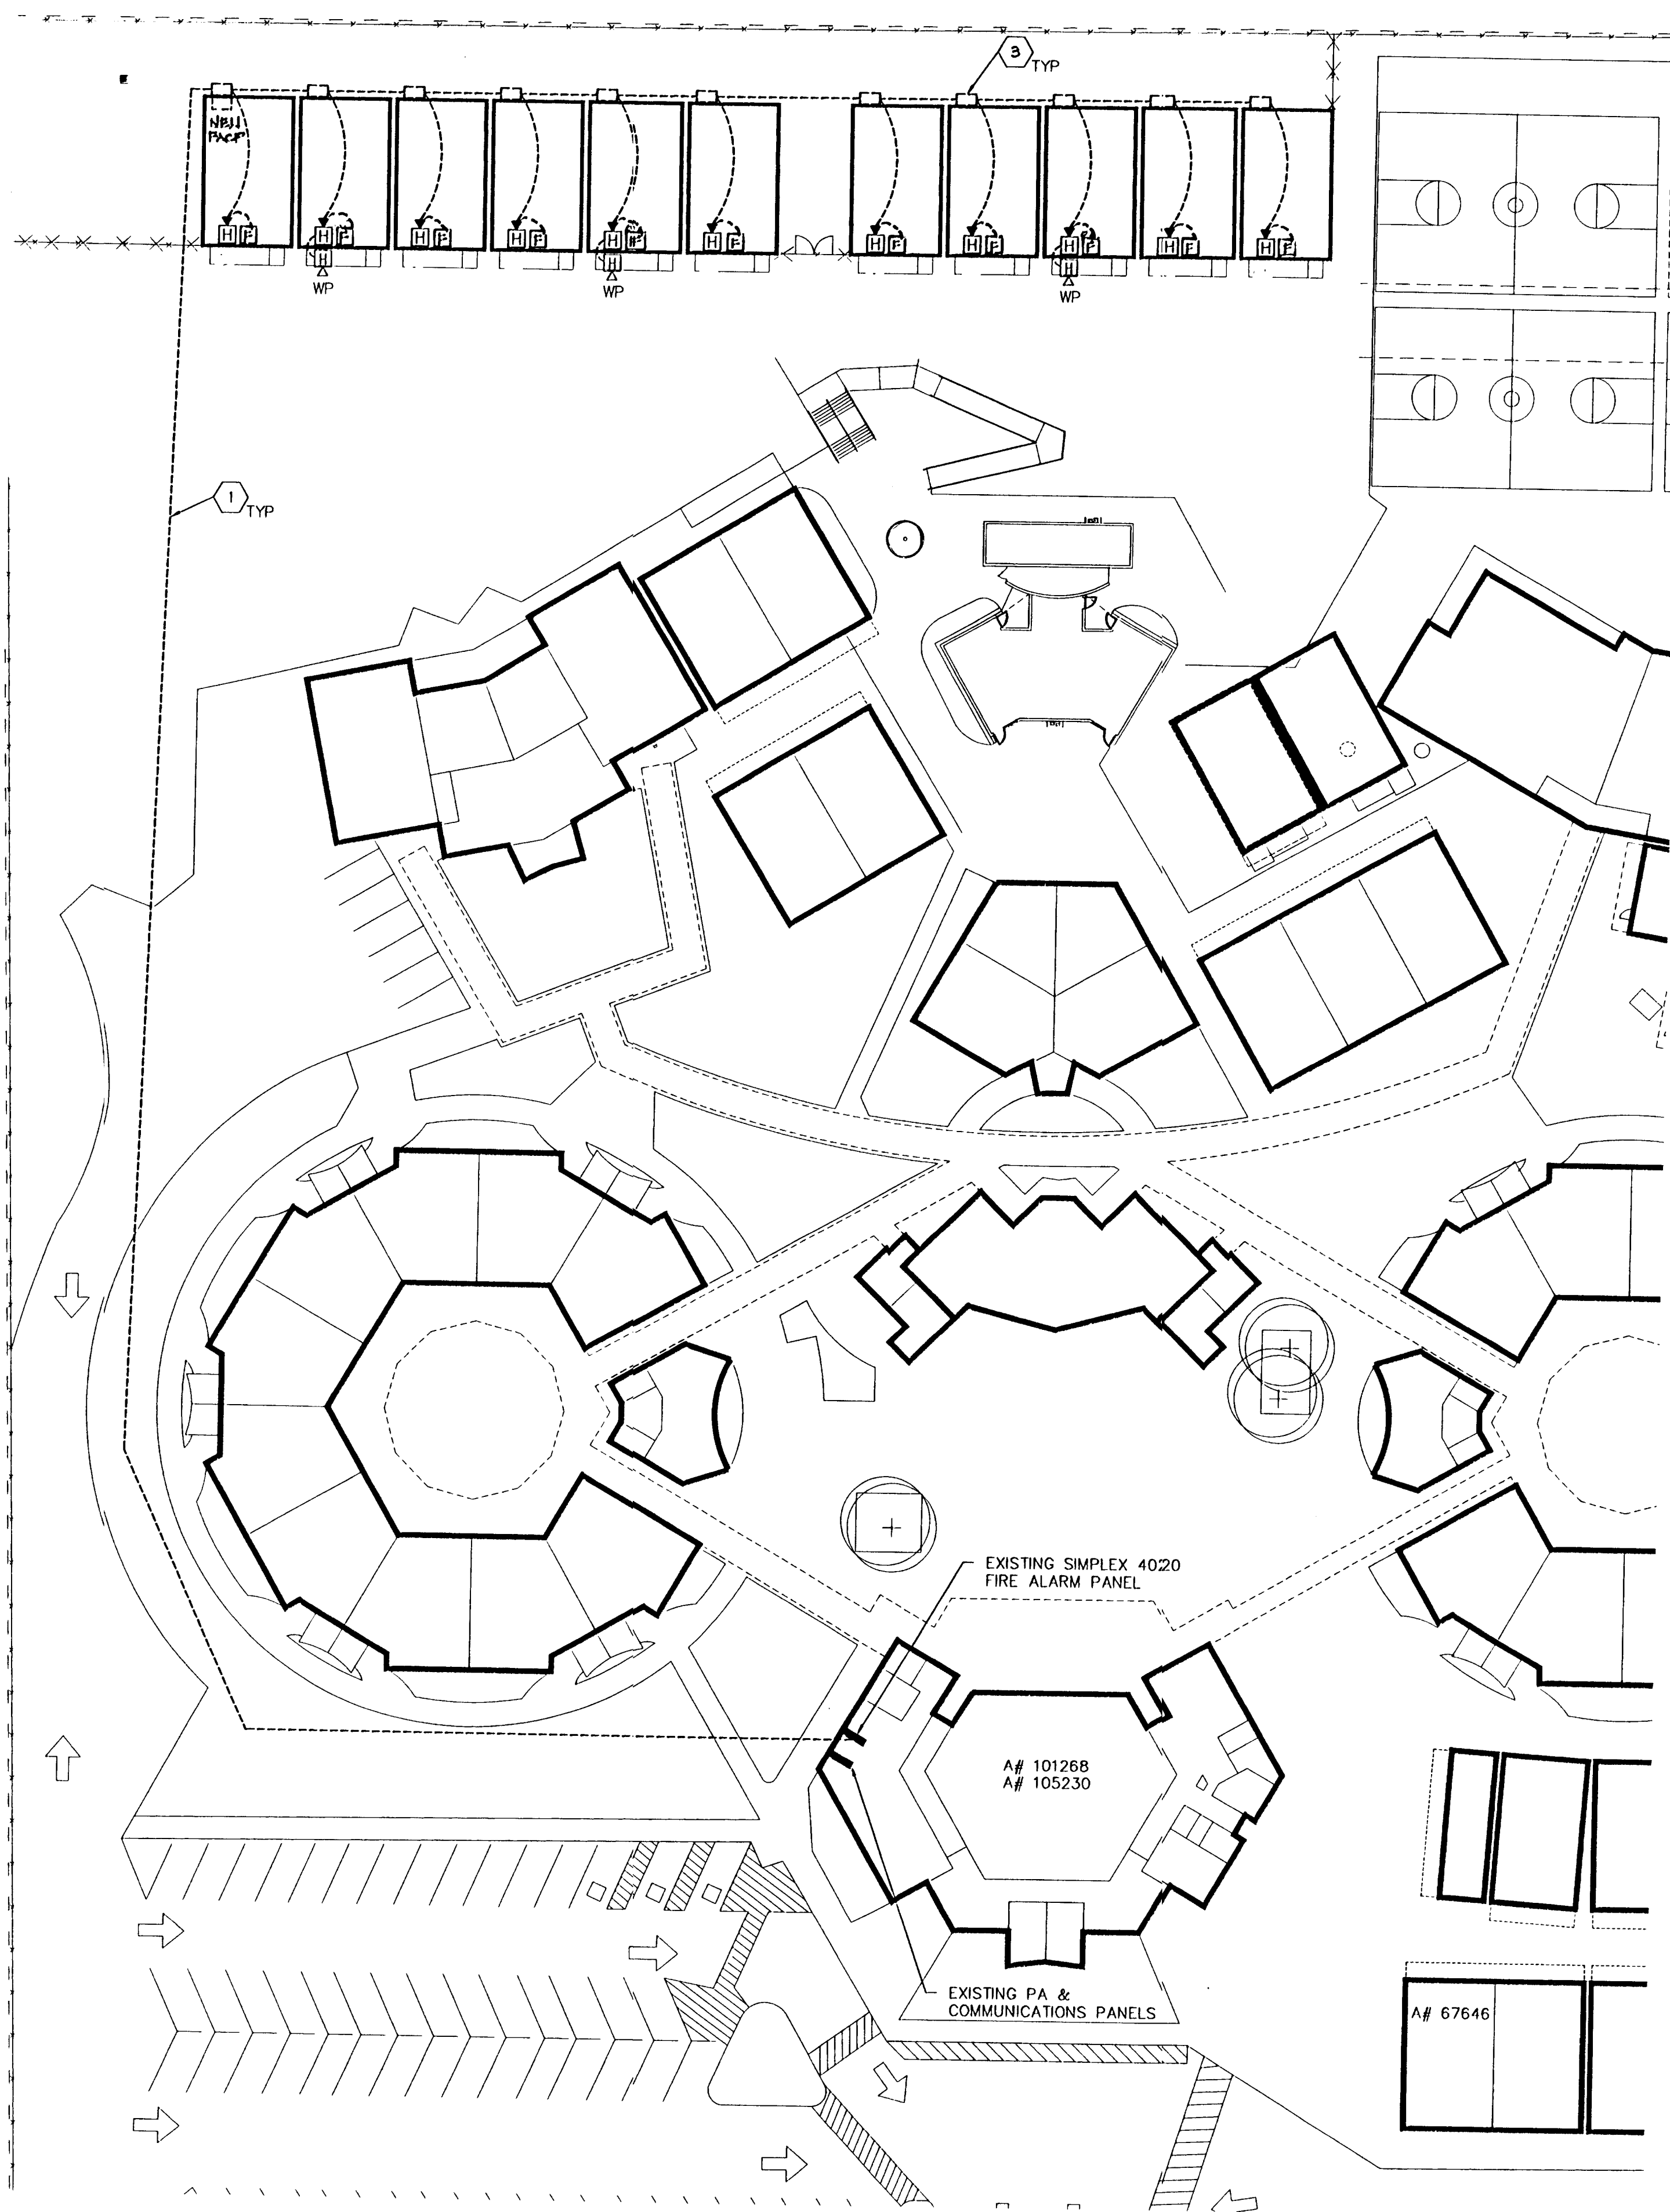 3
TYP
NEW
H F
H F
H F
H F
H F
H F
H F
H F
H F
H F
H F
H
H
H
WP
WP
WP
1
TYP
EXISTING SIMPLEX 4020
FIRE ALARM PANEL
A# 101268
A# 105230
EXISTING PA &
COMMUNICATIONS PANELS
A# 67646